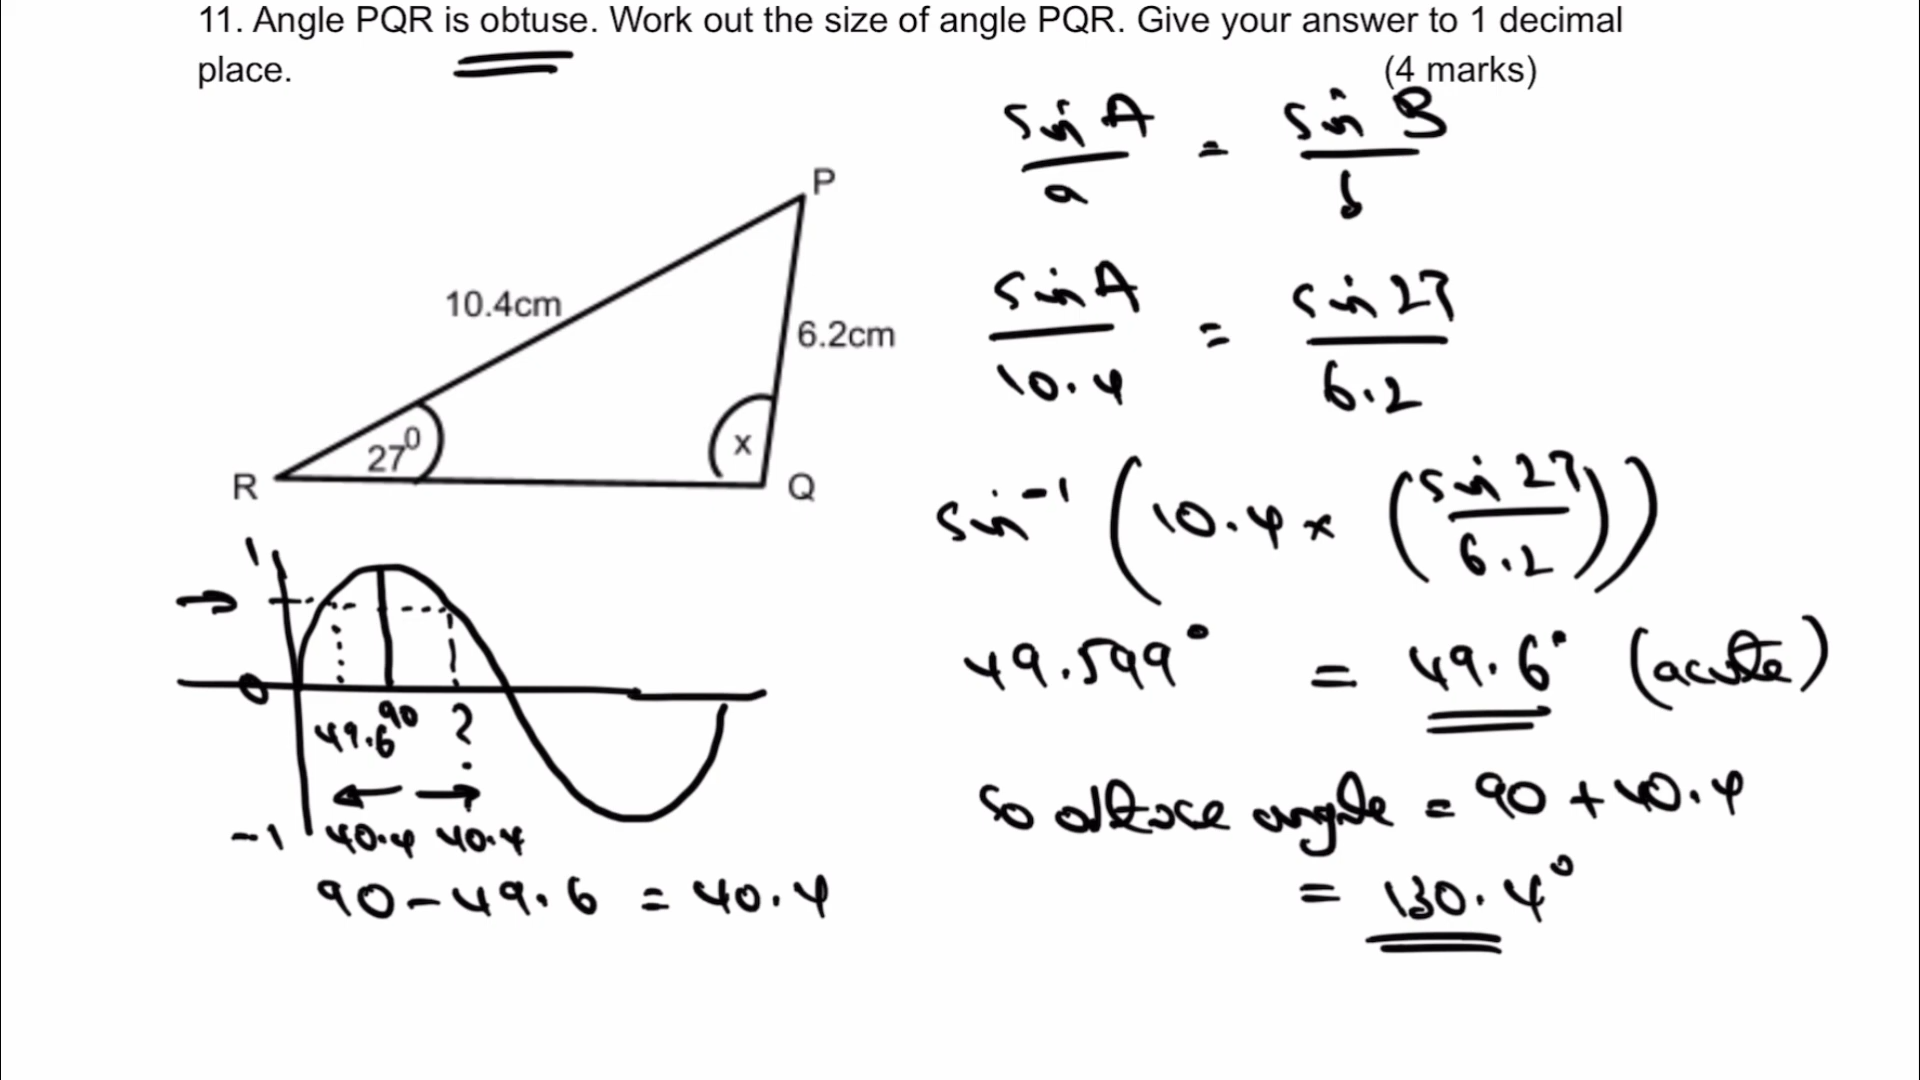 11. Angle PQR is obtuse. Work out the size of angle PQR. Give your answer to 1 decimal
place. (4 marks)
sin A / a = sin B / b
P
10.4cm
6.2cm
sin A / 10.4 = sin 27 / 6.2
27⁰
x
R
Q
sin⁻¹ (10.4 × (sin 27 / 6.2))
1
0
49.599° = 49.6° (acute)
49.6 90 ?
so obtuse angle = 90 + 40.4
-1 40.4 40.4
90 - 49.6 = 40.4
= 130.4°